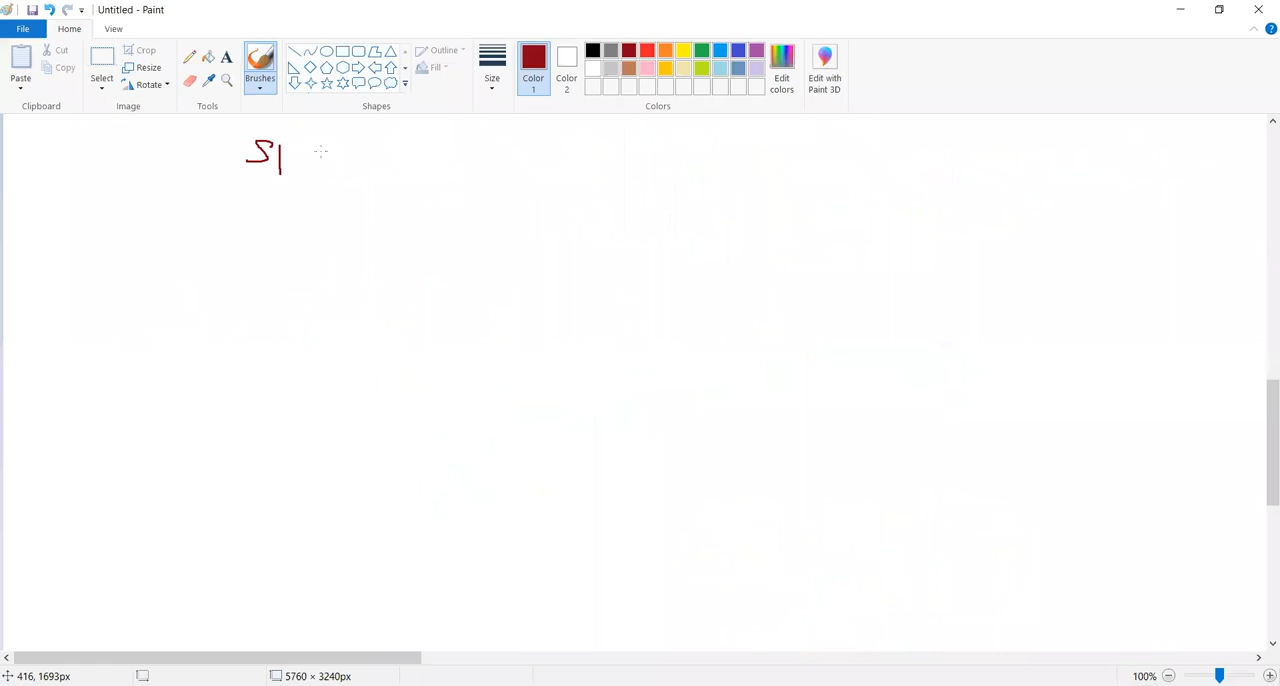 Untitled - Paint
File
Home
View
Paste
Cut
Copy
Clipboard
Select
Crop
Resize
Rotate
Image
Tools
Brushes
Shapes
Outline
Fill
Size
Color 1
Color 2
Colors
Edit colors
Edit with Paint 3D
S1
416, 1693px
5760 × 3240px
100%